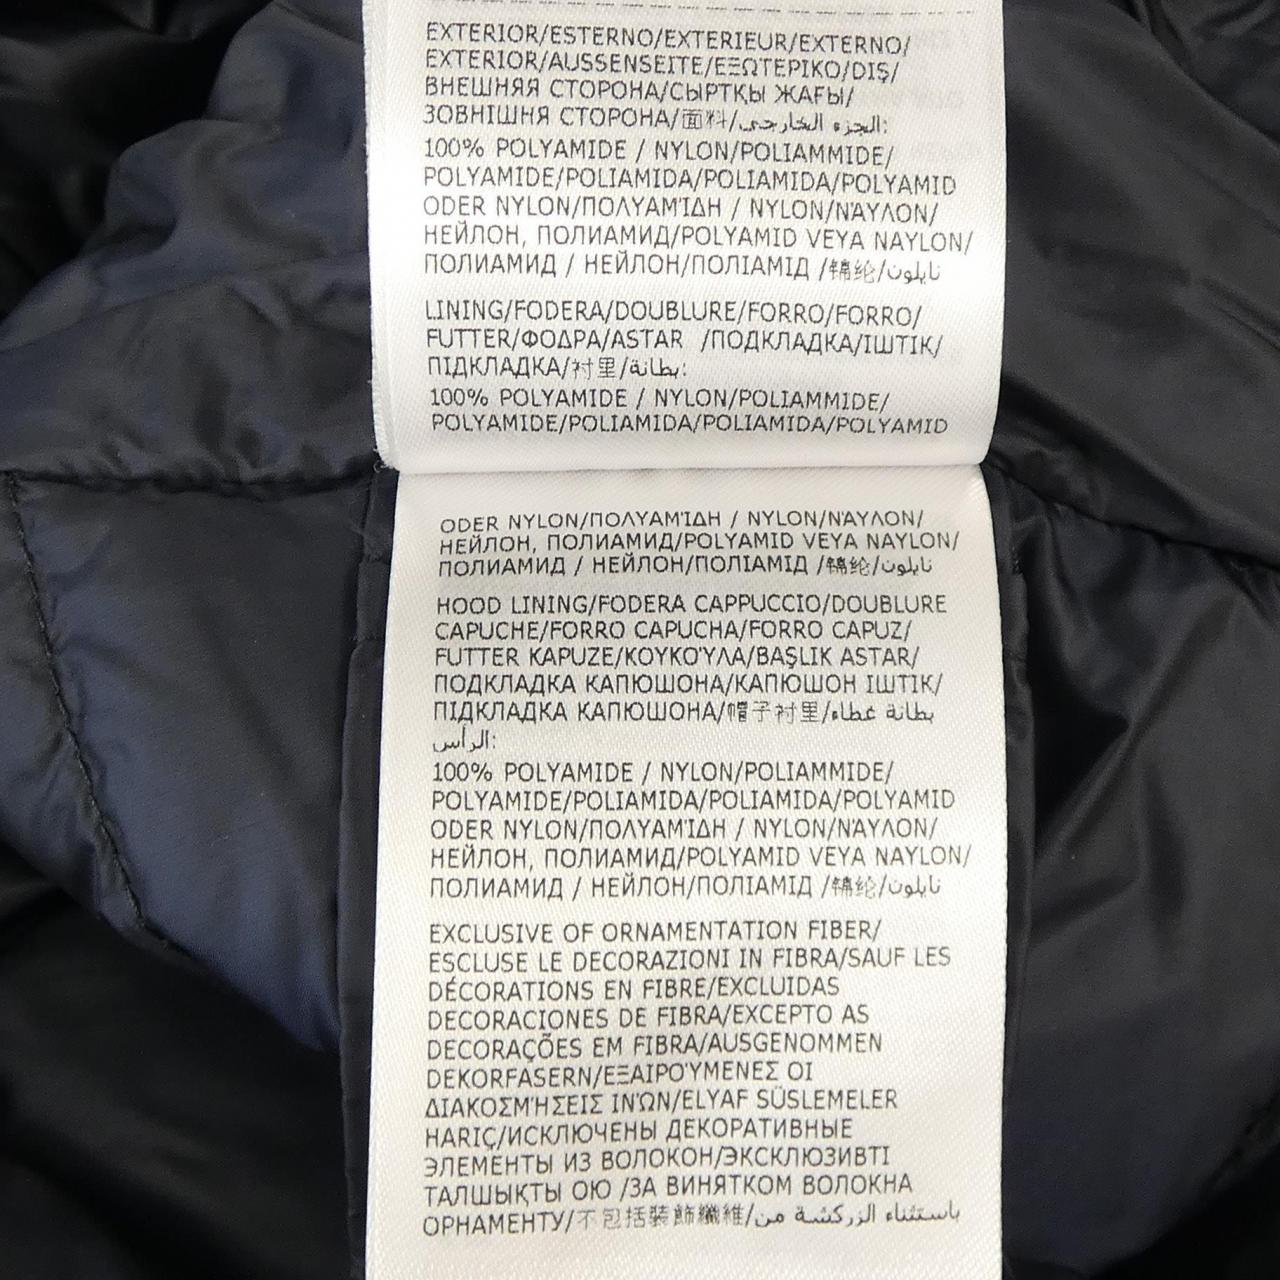 EXTERIOR/ESTERNO/EXTERIEUR/EXTERNO/
EXTERIOR/AUSSENSEITE/ΕΞΩΤΕΡΙΚΟ/DIŞ/
ВНЕШНЯЯ СТОРОНА/СЫРТҚЫ ЖАҒЫ/
ЗОВНІШНЯ СТОРОНА/面料/الجزء الخارجي:
100% POLYAMIDE / NYLON/POLIAMMIDE/
POLYAMIDE/POLIAMIDA/POLIAMIDA/POLYAMID
ODER NYLON/ΠΟΛΥΑΜΊΔΗ / NYLON/ΝΆΥΛΟΝ/
НЕЙЛОН, ПОЛИАМИД/POLYAMID VEYA NAYLON/
ПОЛИАМИД / НЕЙЛОН/ПОЛІАМІД /锦纶/نايلون
LINING/FODERA/DOUBLURE/FORRO/FORRO/
FUTTER/ΦΟΔΡΑ/ASTAR /ПОДКЛАДКА/ІШТІК/
ПІДКЛАДКА/衬里/بطانة:
100% POLYAMIDE / NYLON/POLIAMMIDE/
POLYAMIDE/POLIAMIDA/POLIAMIDA/POLYAMID
ODER NYLON/ΠΟΛΥΑΜΊΔΗ / NYLON/ΝΆΥΛΟΝ/
НЕЙЛОН, ПОЛИАМИД/POLYAMID VEYA NAYLON/
ПОЛИАМИД / НЕЙЛОН/ПОЛІАМІД /锦纶/نايلون
HOOD LINING/FODERA CAPPUCCIO/DOUBLURE
CAPUCHE/FORRO CAPUCHA/FORRO CAPUZ/
FUTTER KAPUZE/ΚΟΥΚΟΎΛΑ/BAŞLIK ASTAR/
ПОДКЛАДКА КАПЮШОНА/КАПЮШОН ІШТІК/
ПІДКЛАДКА КАПЮШОНА/帽子衬里/بطانة غطاء
الرأس:
100% POLYAMIDE / NYLON/POLIAMMIDE/
POLYAMIDE/POLIAMIDA/POLIAMIDA/POLYAMID
ODER NYLON/ΠΟΛΥΑΜΊΔΗ / NYLON/ΝΆΥΛΟΝ/
НЕЙЛОН, ПОЛИАМИД/POLYAMID VEYA NAYLON/
ПОЛИАМИД / НЕЙЛОН/ПОЛІАМІД /锦纶/نايلون
EXCLUSIVE OF ORNAMENTATION FIBER/
ESCLUSE LE DECORAZIONI IN FIBRA/SAUF LES
DÉCORATIONS EN FIBRE/EXCLUIDAS
DECORACIONES DE FIBRA/EXCEPTO AS
DECORAÇÕES EM FIBRA/AUSGENOMMEN
DEKORFASERN/ΕΞΑΙΡΟΎΜΕΝΕΣ ΟΙ
ΔΙΑΚΟΣΜΉΣΕΙΣ ΙΝΏΝ/ELYAF SÜSLEMELER
HARIÇ/ИСКЛЮЧЕНЫ ДЕКОРАТИВНЫЕ
ЭЛЕМЕНТЫ ИЗ ВОЛОКОН/ЭКСКЛЮЗИВТІ
ТАЛШЫҚТЫ ОЮ /ЗА ВИНЯТКОМ ВОЛОКНА
ОРНАМЕНТУ/不包括裝飾纖維/باستثناء الزركشة من